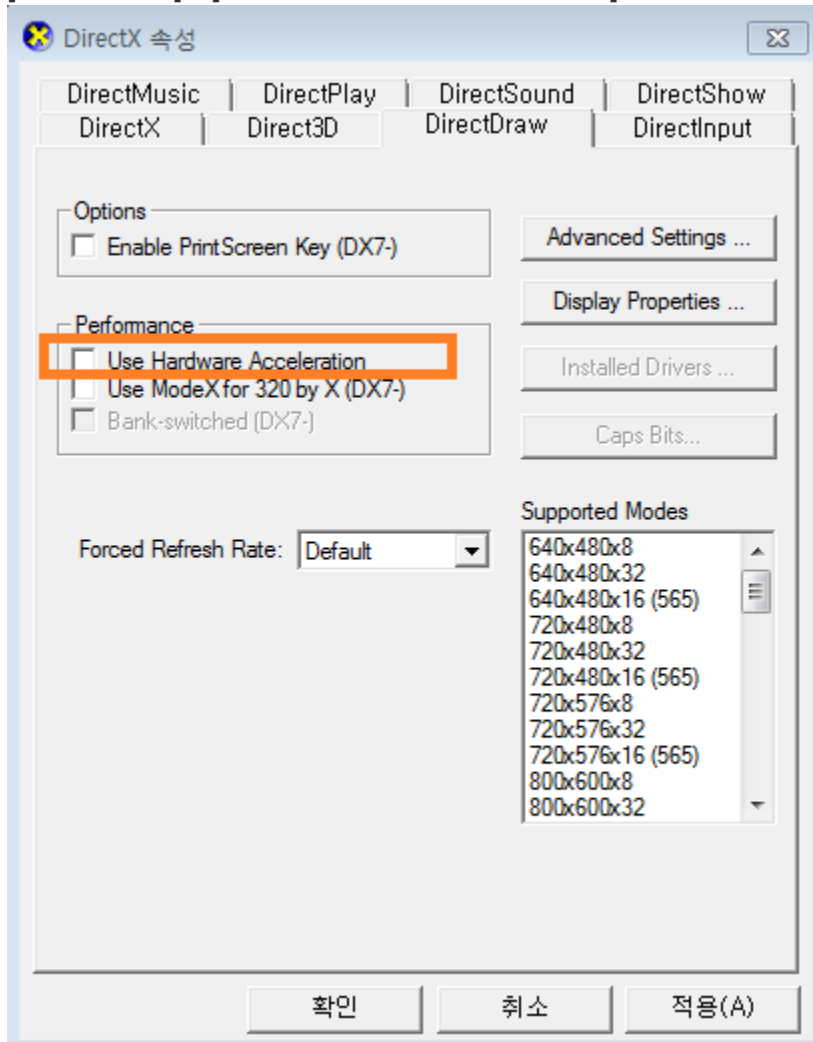 DirectX 속성
DirectMusic
DirectPlay
DirectSound
DirectShow
DirectX
Direct3D
DirectDraw
DirectInput
Options
Enable PrintScreen Key (DX7-)
Advanced Settings ...
Display Properties ...
Performance
Use Hardware Acceleration
Use ModeX for 320 by X (DX7-)
Bank-switched (DX7-)
Installed Drivers ...
Caps Bits...
Supported Modes
Forced Refresh Rate: Default
640x480x8
640x480x32
640x480x16 (565)
720x480x8
720x480x32
720x480x16 (565)
720x576x8
720x576x32
720x576x16 (565)
800x600x8
800x600x32
확인
취소
적용(A)